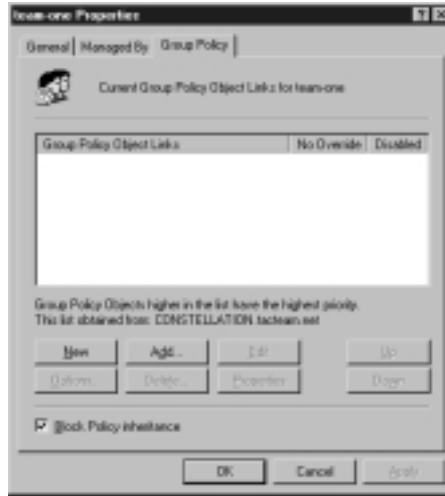 team-one Properties
General Managed By Group Policy
Current Group Policy Object Links for team-one
Group Policy Object Links No Override Disabled
Group Policy Objects higher in the list have the highest priority.
This list obtained from: CONSTELLATION.tacteam.net
New Add... Edit Up
Options... Delete... Properties Down
Block Policy inheritance
OK Cancel Apply